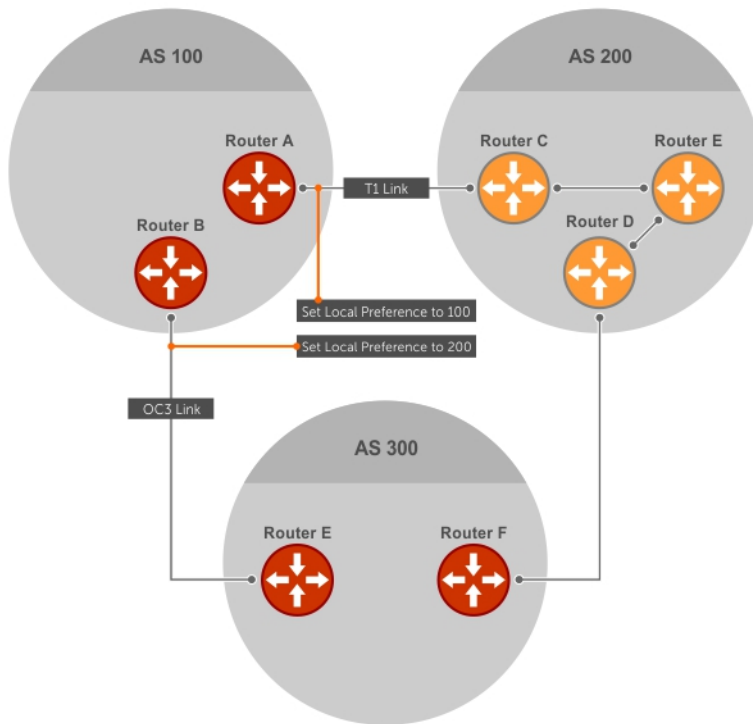 AS 100
AS 200
Router A
Router C
Router E
T1 Link
Router B
Router D
Set Local Preference to 100
Set Local Preference to 200
OC3 Link
AS 300
Router E
Router F